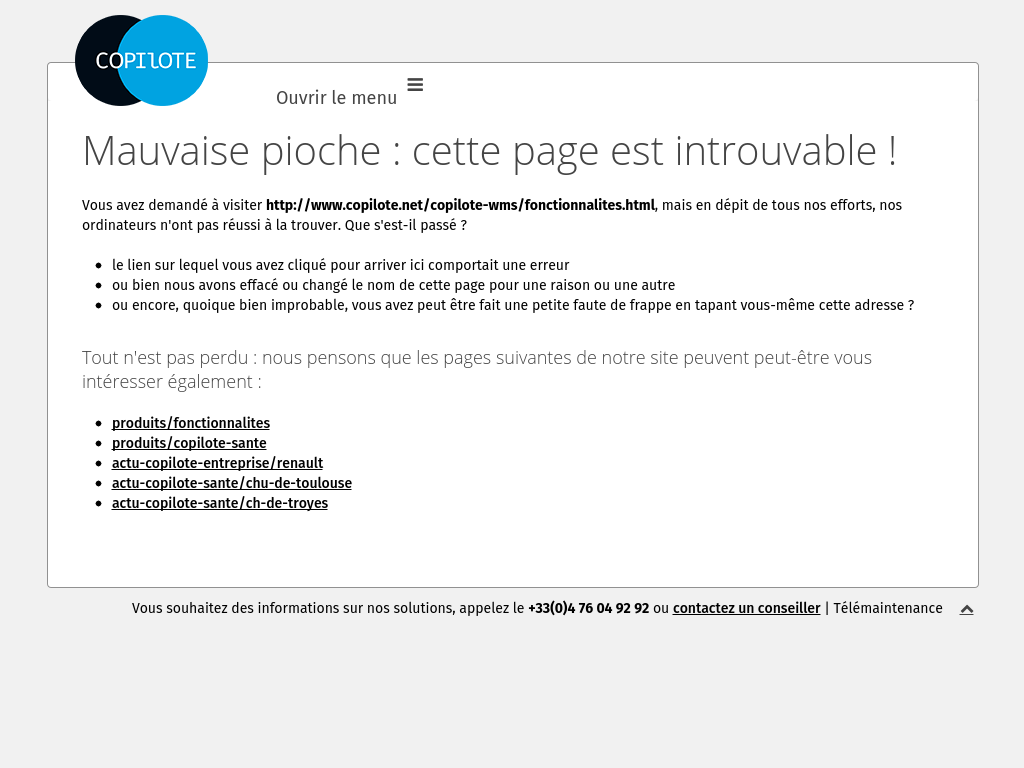 COPILOTE
Ouvrir le menu
Mauvaise pioche : cette page est introuvable !
Vous avez demandé à visiter http://www.copilote.net/copilote-wms/fonctionnalites.html, mais en dépit de tous nos efforts, nos
ordinateurs n'ont pas réussi à la trouver. Que s'est-il passé ?
le lien sur lequel vous avez cliqué pour arriver ici comportait une erreur
ou bien nous avons effacé ou changé le nom de cette page pour une raison ou une autre
ou encore, quoique bien improbable, vous avez peut être fait une petite faute de frappe en tapant vous-même cette adresse ?
Tout n'est pas perdu : nous pensons que les pages suivantes de notre site peuvent peut-être vous
intéresser également :
produits/fonctionnalites
produits/copilote-sante
actu-copilote-entreprise/renault
actu-copilote-sante/chu-de-toulouse
actu-copilote-sante/ch-de-troyes
Vous souhaitez des informations sur nos solutions, appelez le +33(0)4 76 04 92 92 ou contactez un conseiller | Télémaintenance